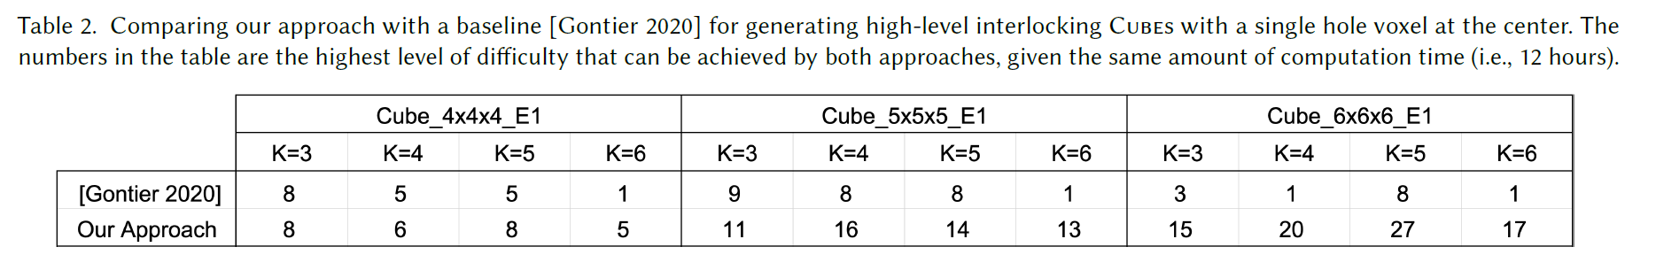 Table 2. Comparing our approach with a baseline [Gontier 2020] for generating high-level interlocking CUBES with a single hole voxel at the center. The
numbers in the table are the highest level of difficulty that can be achieved by both approaches, given the same amount of computation time (i.e., 12 hours).
Cube_4x4x4_E1 Cube_5x5x5_E1 Cube_6x6x6_E1
K=3 K=4 K=5 K=6 K=3 K=4 K=5 K=6 K=3 K=4 K=5 K=6
[Gontier 2020] 8 5 5 1 9 8 8 1 3 1 8 1
Our Approach 8 6 8 5 11 16 14 13 15 20 27 17